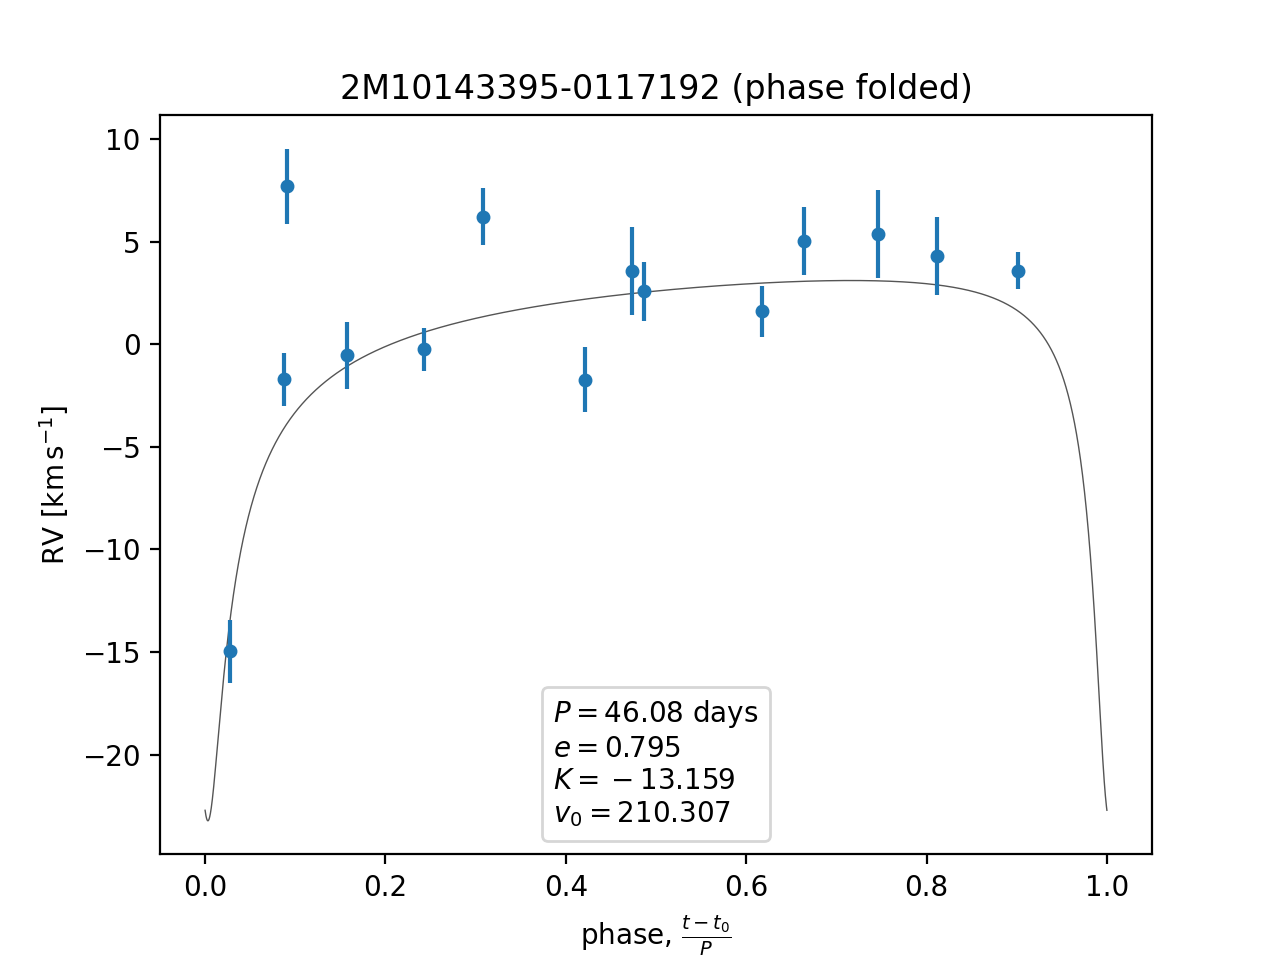 2M10143395-0117192 (phase folded)
10
5
0
−5
−10
−15
−20
RV [km s⁻¹]
P = 46.08 days
e = 0.795
K = −13.159
v₀ = 210.307
0.0 0.2 0.4 0.6 0.8 1.0
phase, (t − t₀)/P